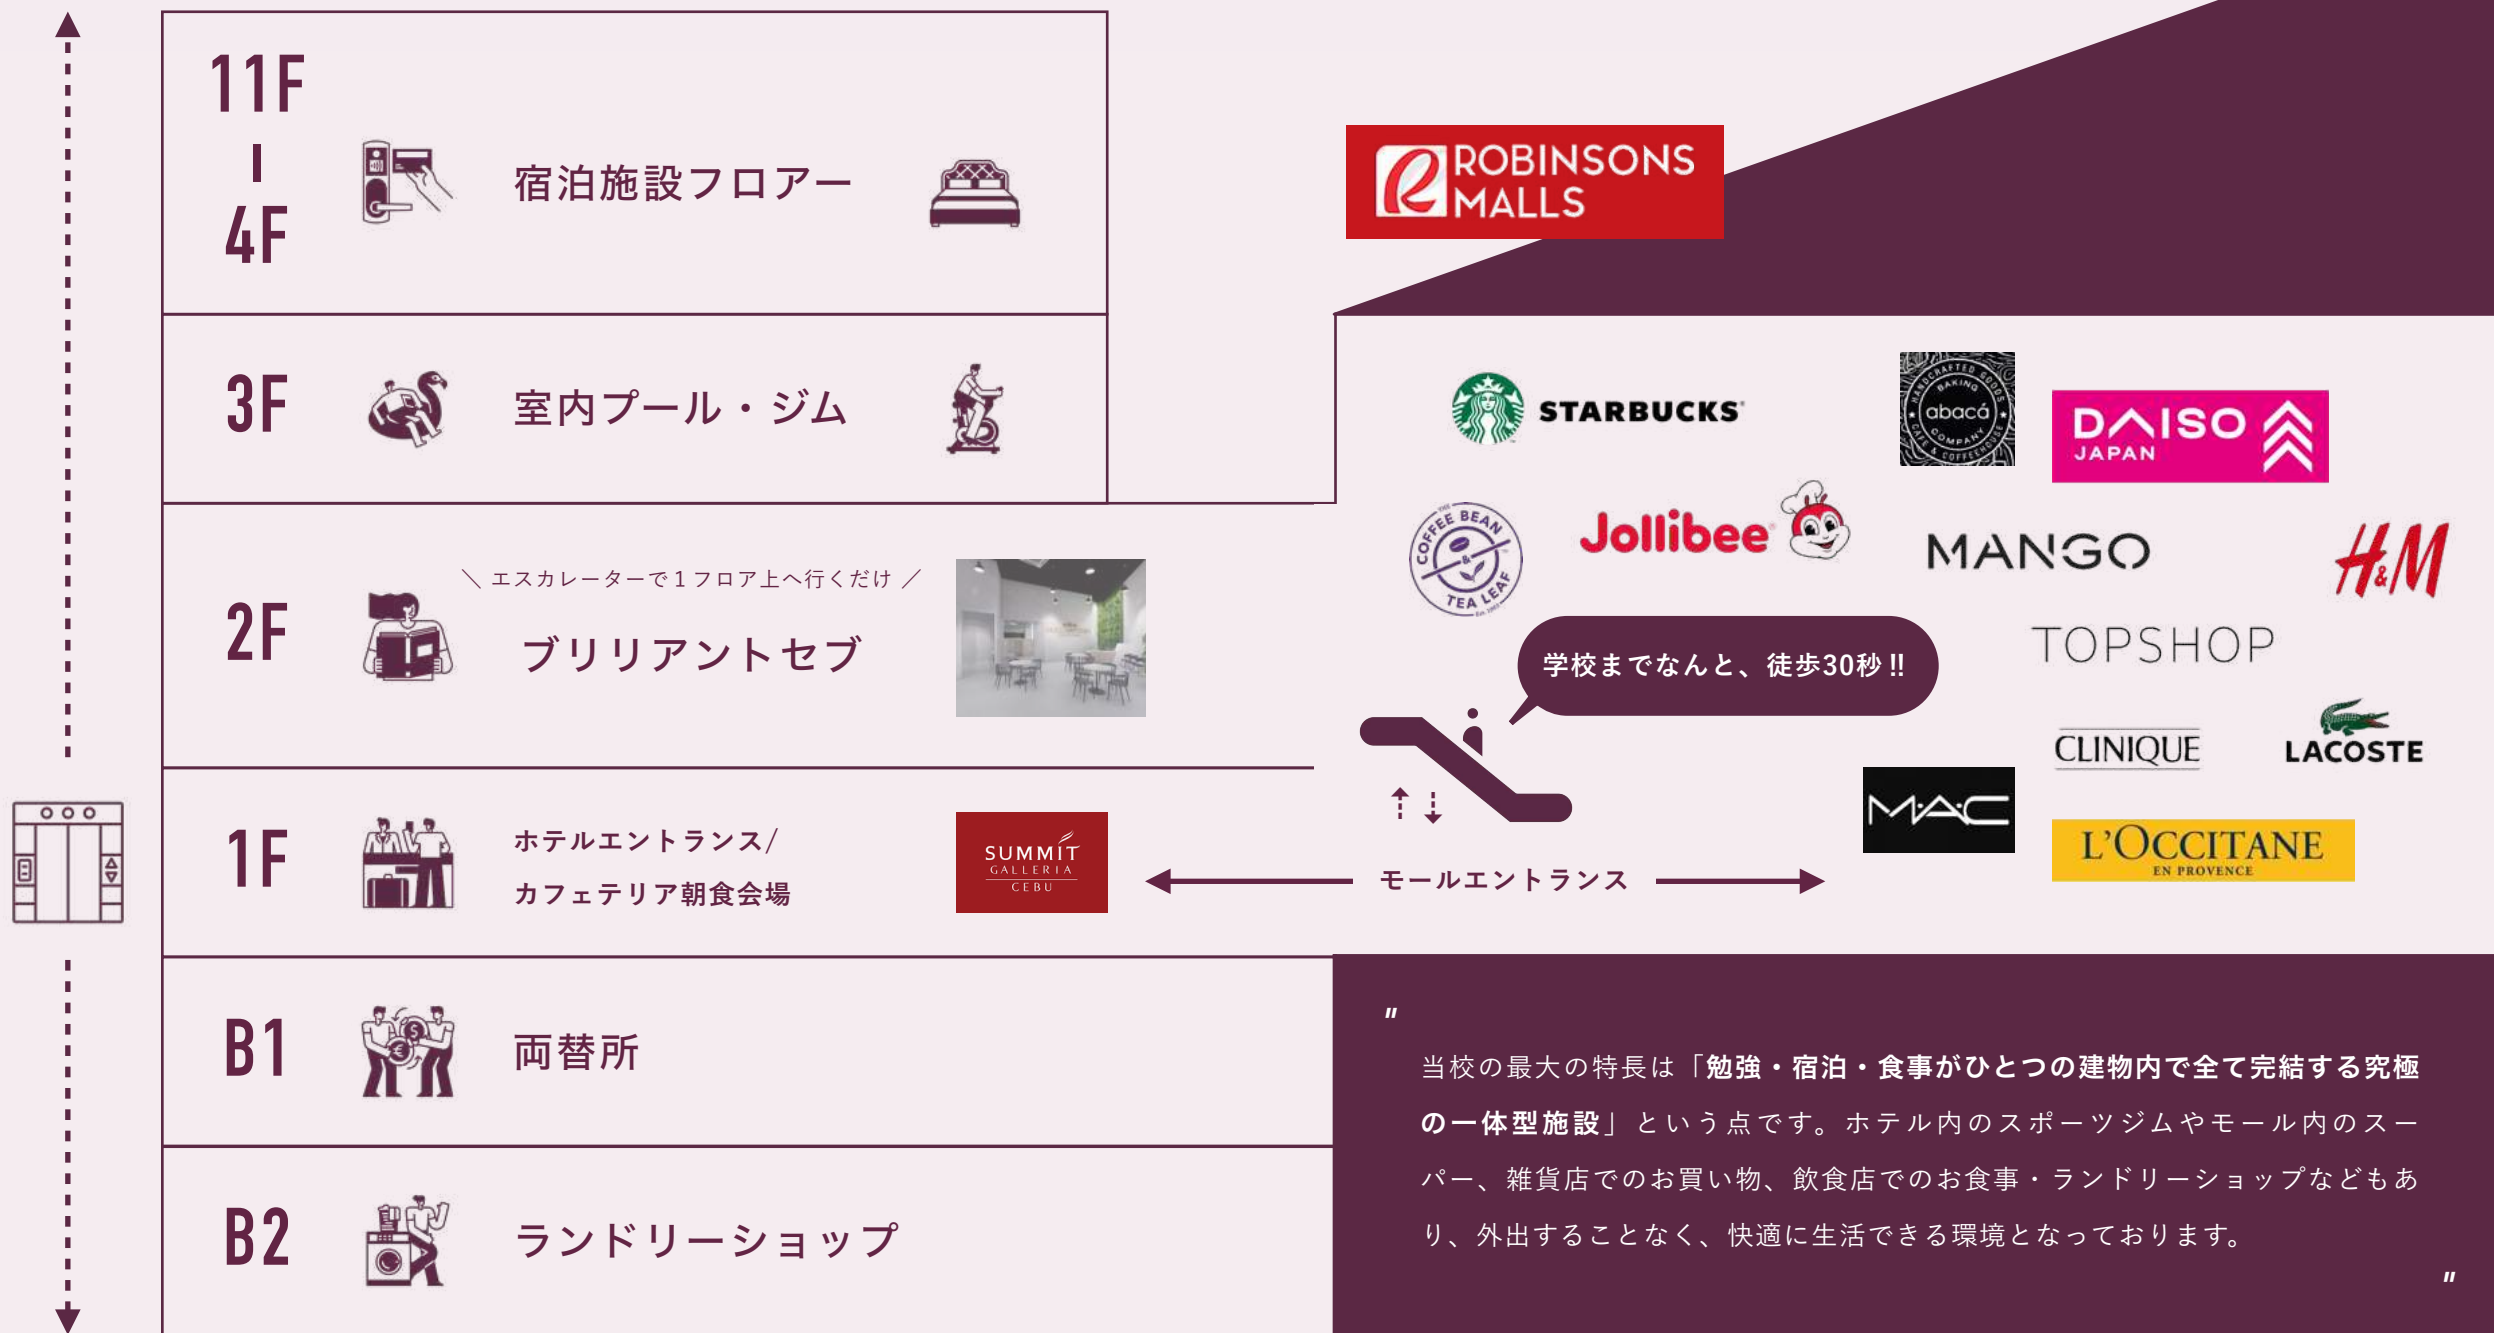 11F
4F
宿泊施設フロアー
3F
室内プール・ジム
2F
＼ エスカレーターで１フロア上へ行くだけ ／
ブリリアントセブ
1F
ホテルエントランス/
カフェテリア朝食会場
SUMMIT
GALLERIA
CEBU
モールエントランス
B1
両替所
B2
ランドリーショップ
ROBINSONS
MALLS
STARBUCKS
HANDCRAFTED GOODS
BAKING
abacá
COMPANY
CAFE & COFFEEHOUSE
DAISO
JAPAN
THE
COFFEE BEAN
&
TEA LEAF
Jollibee
MANGO
H&M
TOPSHOP
学校までなんと、徒歩30秒‼
CLINIQUE
LACOSTE
M·A·C
L'OCCITANE
EN PROVENCE
"
当校の最大の特長は「勉強・宿泊・食事がひとつの建物内で全て完結する究極
の一体型施設」という点です。ホテル内のスポーツジムやモール内のスー
パー、雑貨店でのお買い物、飲食店でのお食事・ランドリーショップなどもあ
り、外出することなく、快適に生活できる環境となっております。
"